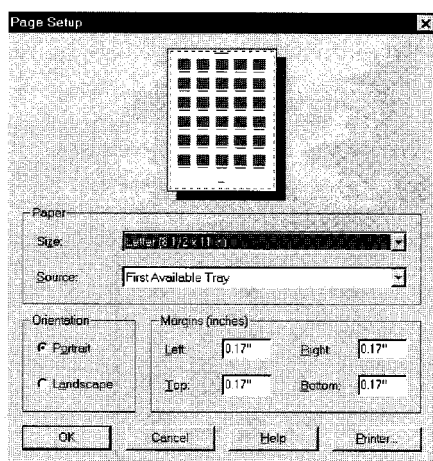 Page Setup
Paper
Size: Letter (8 1/2 x 11 in)
Source: First Available Tray
Orientation
Portrait
Landscape
Margins (inches)
Left: 0.17" Right: 0.17"
Top: 0.17" Bottom: 0.17"
OK Cancel Help Printer...